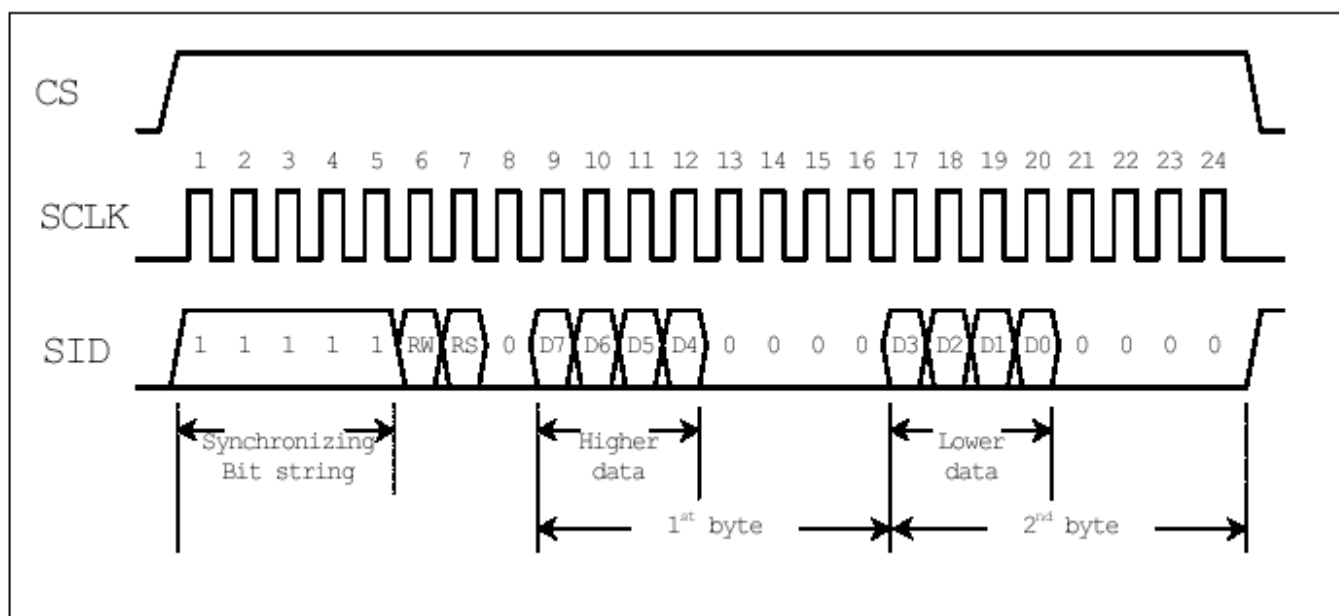 CS
1 2 3 4 5 6 7 8 9 10 11 12 13 14 15 16 17 18 19 20 21 22 23 24
SCLK
SID
1 1 1 1 1 RW RS 0 D7 D6 D5 D4 0 0 0 0 D3 D2 D1 D0 0 0 0 0
Synchronizing
Bit string
Higher
data
Lower
data
1st byte
2nd byte